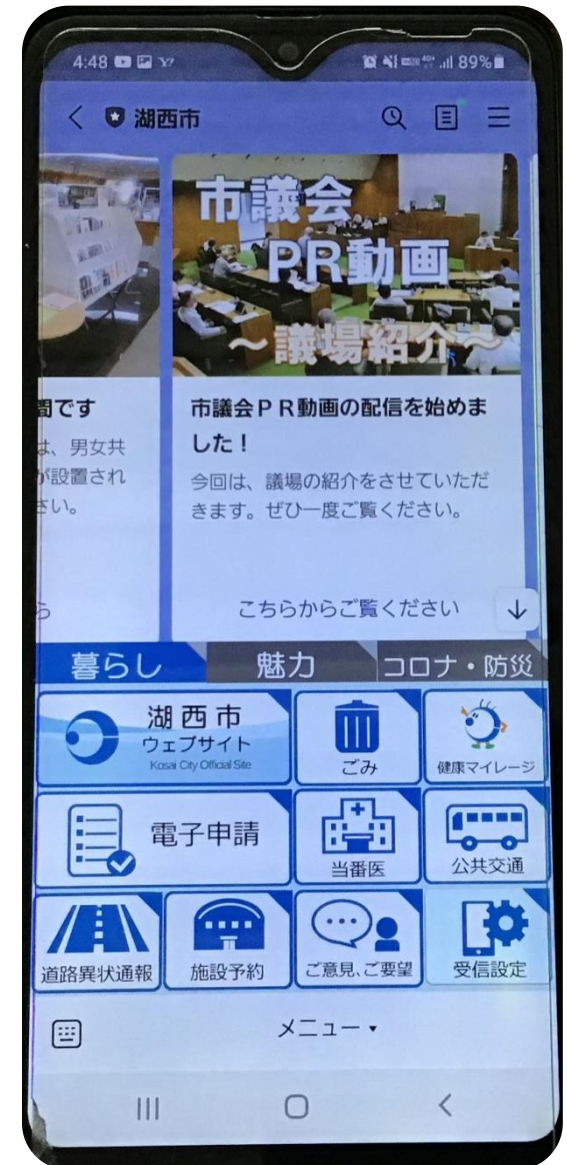 4:48
89%
湖西市
市議会
PR動画
~議場紹介~
間です
は、男女共
が設置され
さい。
ら
市議会PR動画の配信を始めま
した!
今回は、議場の紹介をさせていただ
きます。ぜひ一度ご覧ください。
こちらからご覧ください
暮らし
魅力
コロナ・防災
湖西市
ウェブサイト
Kosai City Official Site
ごみ
健康マイレージ
電子申請
当番医
公共交通
道路異状通報
施設予約
ご意見、ご要望
受信設定
メニュー ▾